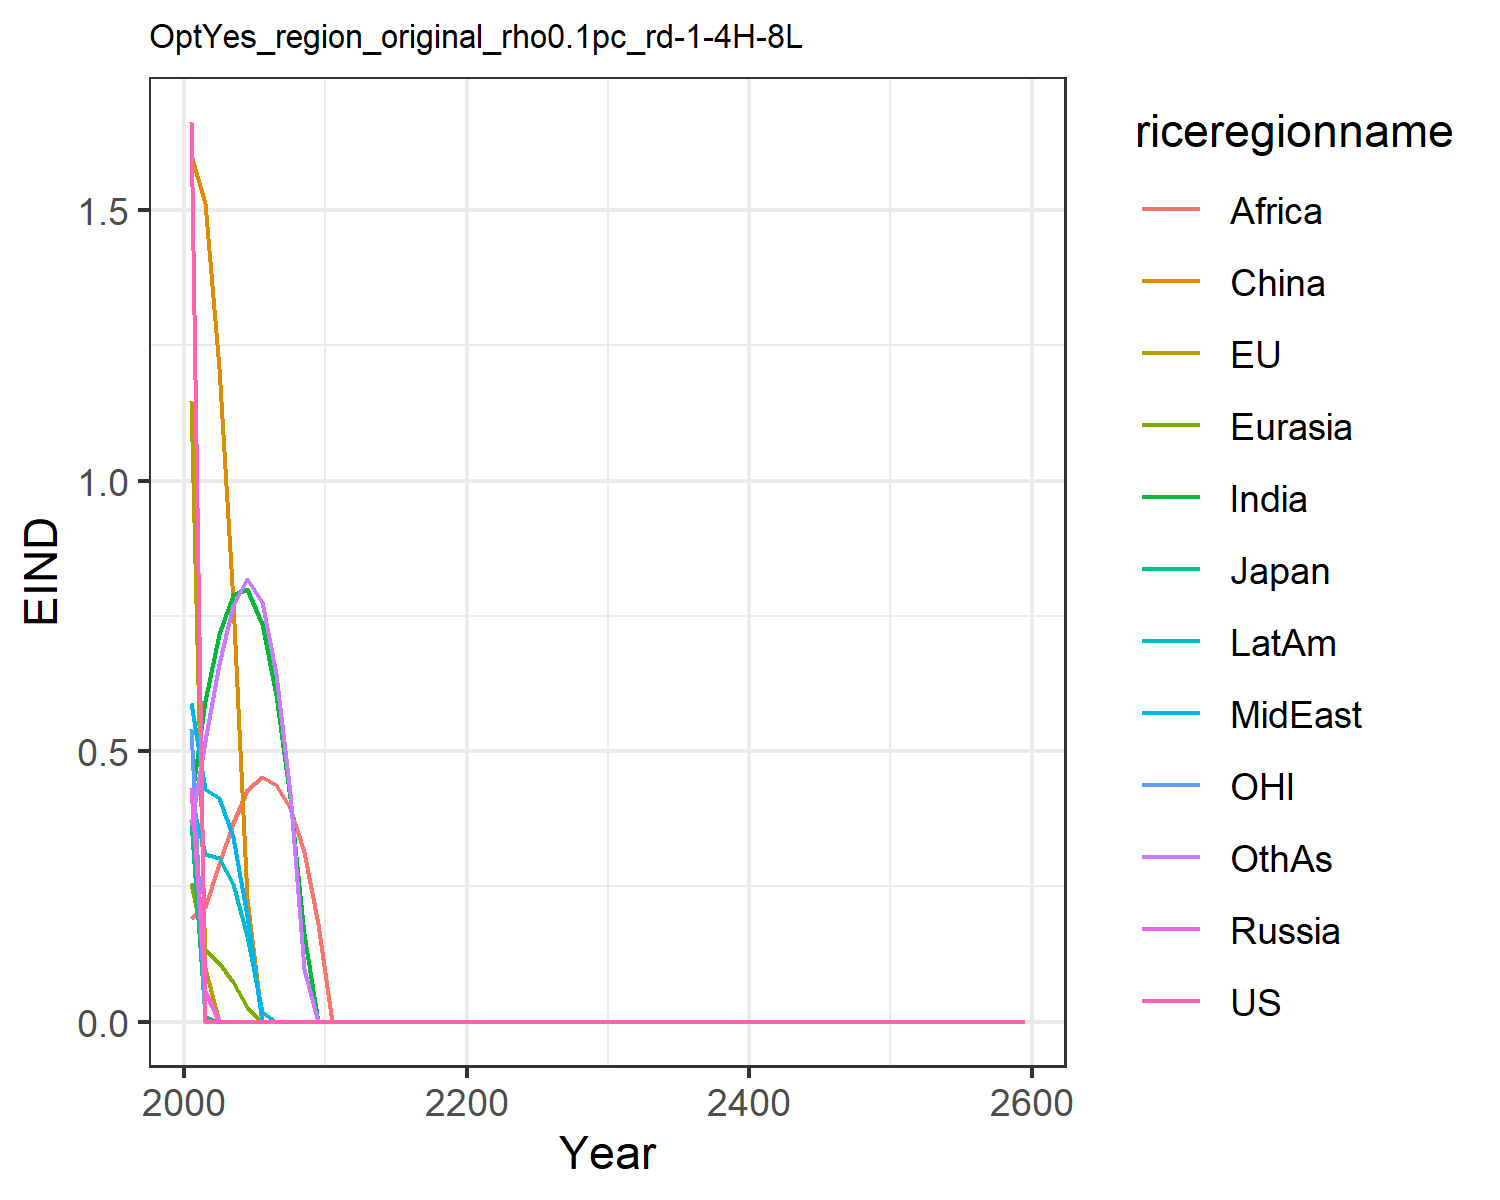 OptYes_region_original_rho0.1pc_rd-1-4H-8L
EIND
1.5
1.0
0.5
0.0
2000
2200
2400
2600
Year
riceregionname
Africa
China
EU
Eurasia
India
Japan
LatAm
MidEast
OHI
OthAs
Russia
US